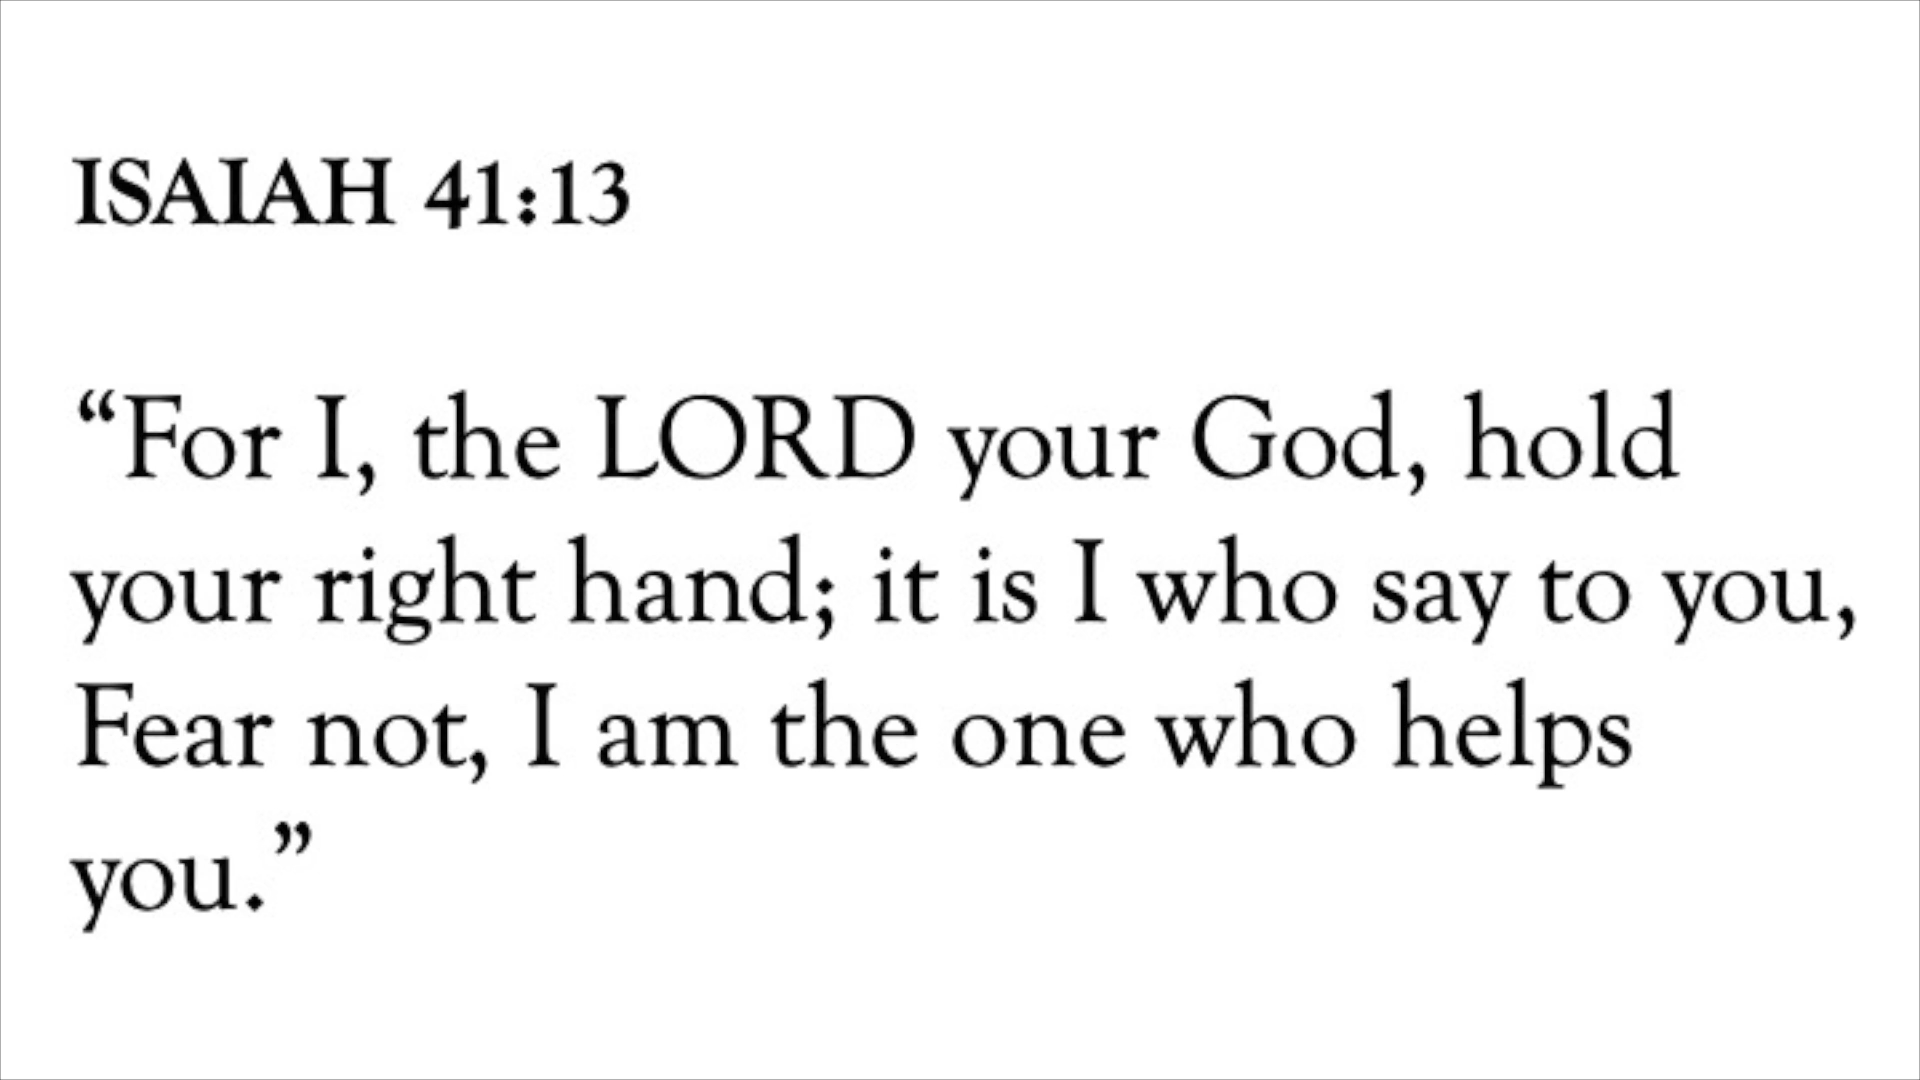 ISAIAH 41:13
“For I, the LORD your God, hold
your right hand; it is I who say to you,
Fear not, I am the one who helps
you.”